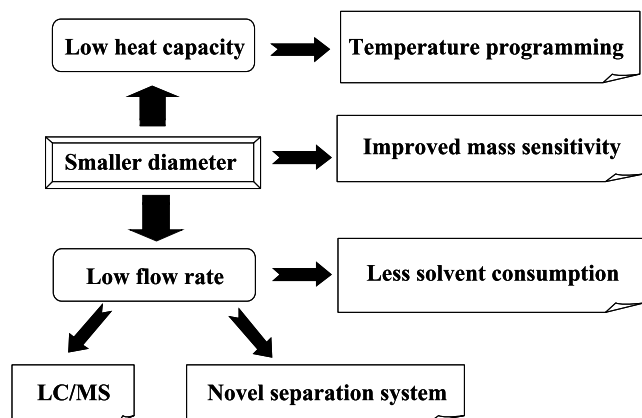 Low heat capacity
Temperature programming
Smaller diameter
Improved mass sensitivity
Low flow rate
Less solvent consumption
LC/MS
Novel separation system